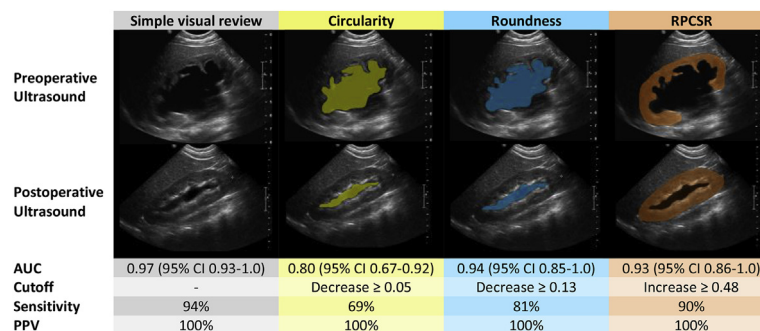 Simple visual review Circularity Roundness RPCSR
Preoperative
Ultrasound
Postoperative
Ultrasound
AUC 0.97 (95% CI 0.93-1.0) 0.80 (95% CI 0.67-0.92) 0.94 (95% CI 0.85-1.0) 0.93 (95% CI 0.86-1.0)
Cutoff - Decrease ≥ 0.05 Decrease ≥ 0.13 Increase ≥ 0.48
Sensitivity 94% 69% 81% 90%
PPV 100% 100% 100% 100%